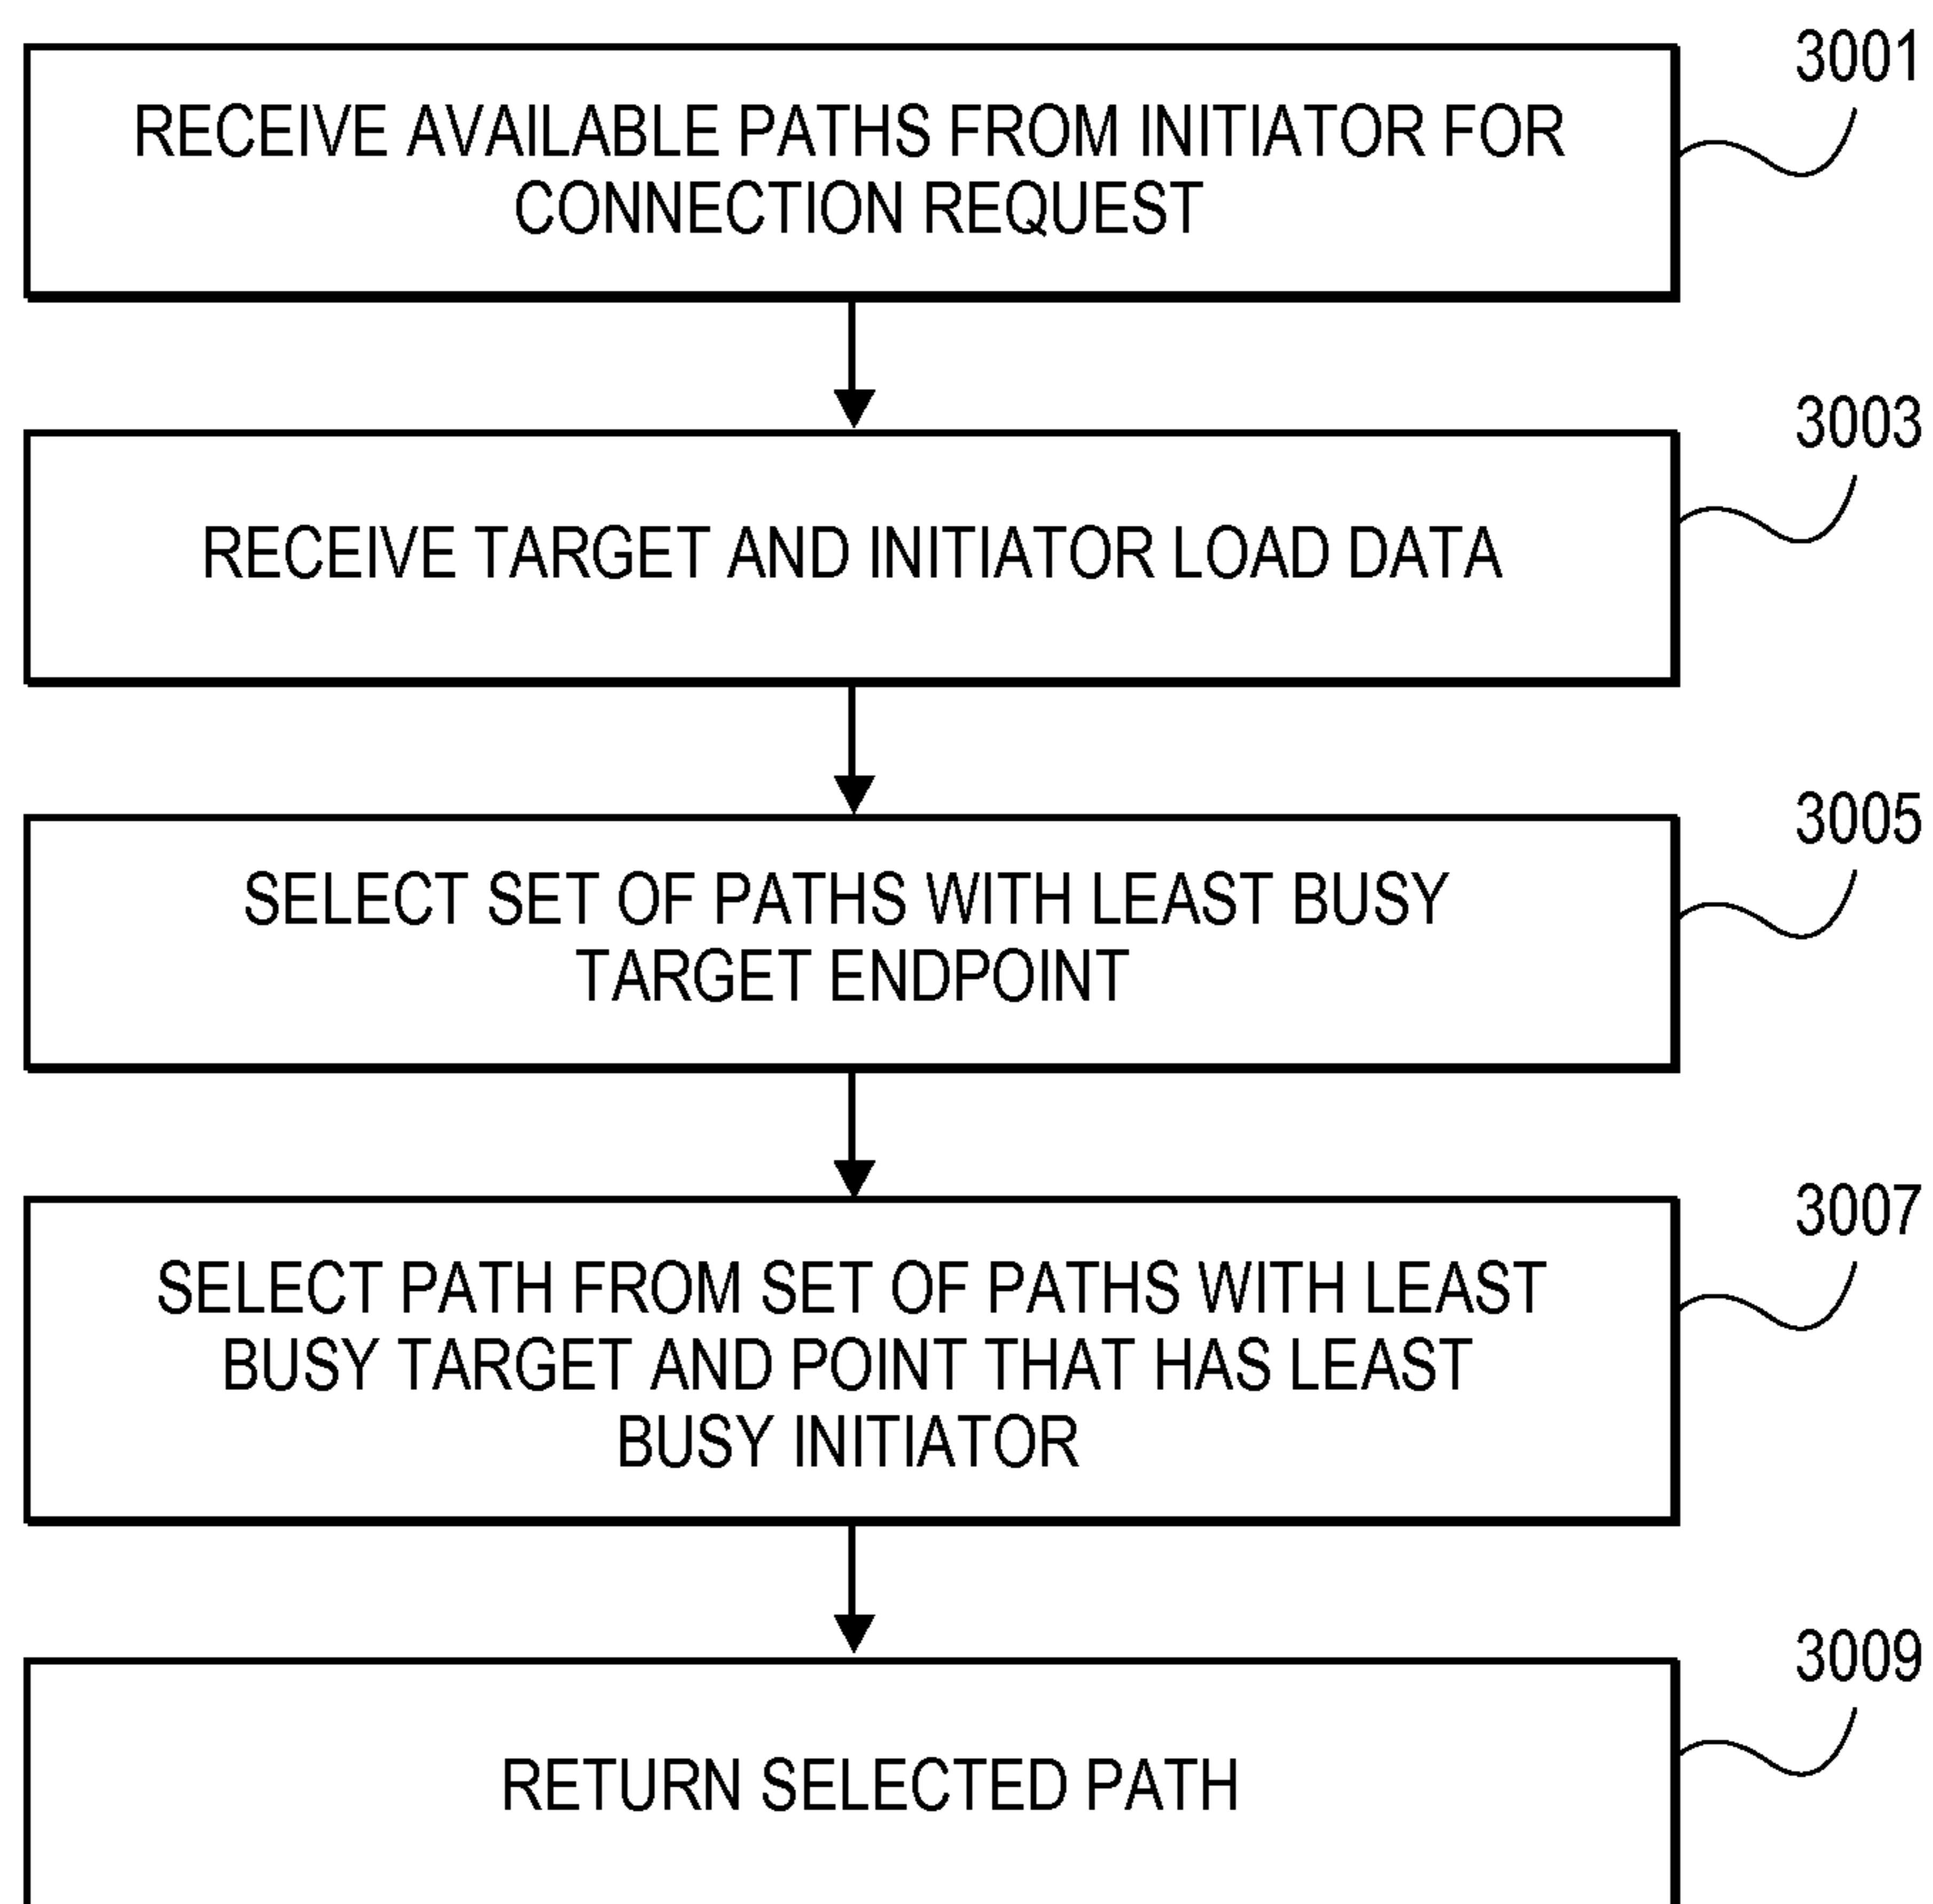 3001
RECEIVE AVAILABLE PATHS FROM INITIATOR FOR
CONNECTION REQUEST
3003
RECEIVE TARGET AND INITIATOR LOAD DATA
3005
SELECT SET OF PATHS WITH LEAST BUSY
TARGET ENDPOINT
3007
SELECT PATH FROM SET OF PATHS WITH LEAST
BUSY TARGET AND POINT THAT HAS LEAST
BUSY INITIATOR
3009
RETURN SELECTED PATH